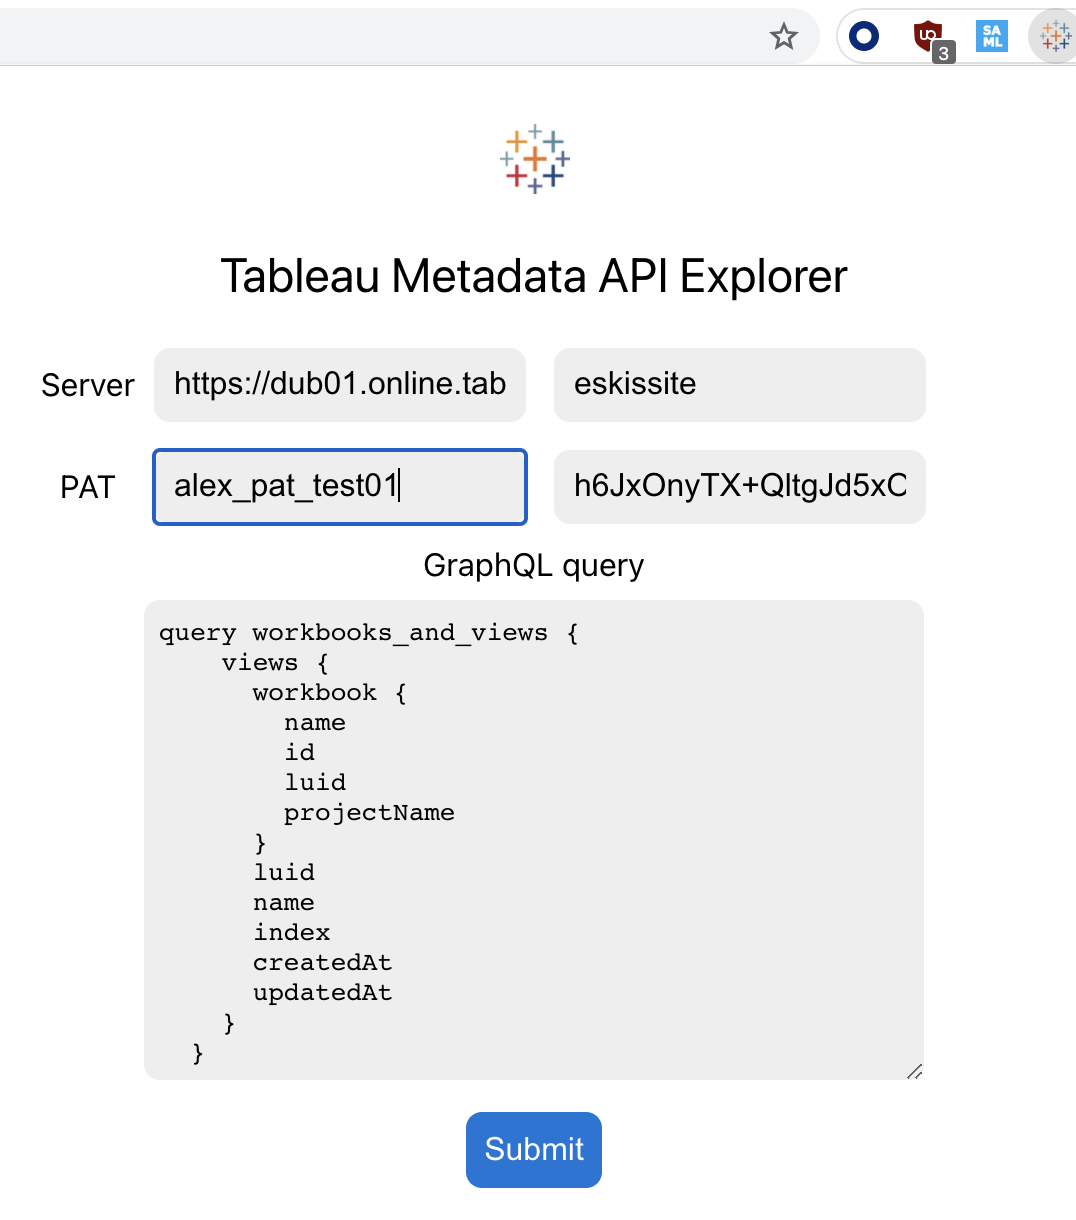 UO
3
SA
ML
Tableau Metadata API Explorer
Server https://dub01.online.tab eskissite
PAT alex_pat_test01 h6JxOnyTX+QltgJd5xC
GraphQL query
query workbooks_and_views {
views {
workbook {
name
id
luid
projectName
}
luid
name
index
createdAt
updatedAt
}
}
Submit